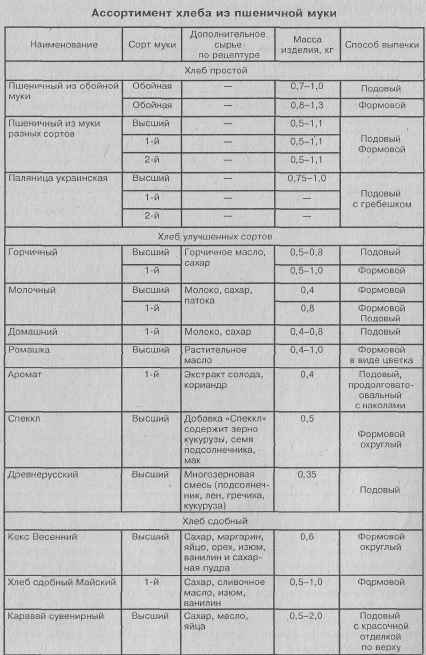 Ассортимент хлеба из пшеничной муки
Наименование | Сорт муки | Дополнительное сырье по рецептуре | Масса изделия, кг | Способ выпечки
Хлеб простой
Пшеничный из обойной муки | Обойная | — | 0,7–1,0 | Подовый
Обойная | — | 0,8–1,3 | Формовой
Пшеничный из муки разных сортов | Высший | — | 0,5–1,1 | Подовый Формовой
1-й | — | 0,5–1,1
2-й | — | 0,5–1,1
Паляница украинская | Высший | — | 0,75–1,0 | Подовый с гребешком
1-й | — | —
2-й | — | —
Хлеб улучшенных сортов
Горчичный | Высший | Горчичное масло, сахар | 0,5–0,8 | Подовый
1-й | 0,5–1,0 | Формовой
Молочный | Высший | Молоко, сахар, патока | 0,4 | Формовой
1-й | 0,8 | Формовой Подовый
Домашний | 1-й | Молоко, сахар | 0,4–0,8 | Подовый
Ромашка | Высший | Растительное масло | 0,4–1,0 | Формовой в виде цветка
Аромат | 1-й | Экстракт солода, кориандр | 0,4 | Подовый, продолговато-овальный с наколами
Спеккл | Высший | Добавка «Спеккл» содержит зерно кукурузы, семя подсолнечника, мак | 0,5 | Формовой округлый
Древнерусский | Высший | Многозерновая смесь (подсолнечник, лен, гречиха, кукуруза) | 0,35 | Подовый
Хлеб сдобный
Кекс Весенний | Высший | Сахар, маргарин, яйцо, орех, изюм, ванилин и сахарная пудра | 0,6 | Формовой округлый
Хлеб сдобный Майский | 1-й | Сахар, сливочное масло, изюм, ванилин | 0,5–1,0 | Формовой
Каравай сувенирный | Высший | Сахар, масло, яйца | 0,5–2,0 | Подовый с красочной отделкой по верху